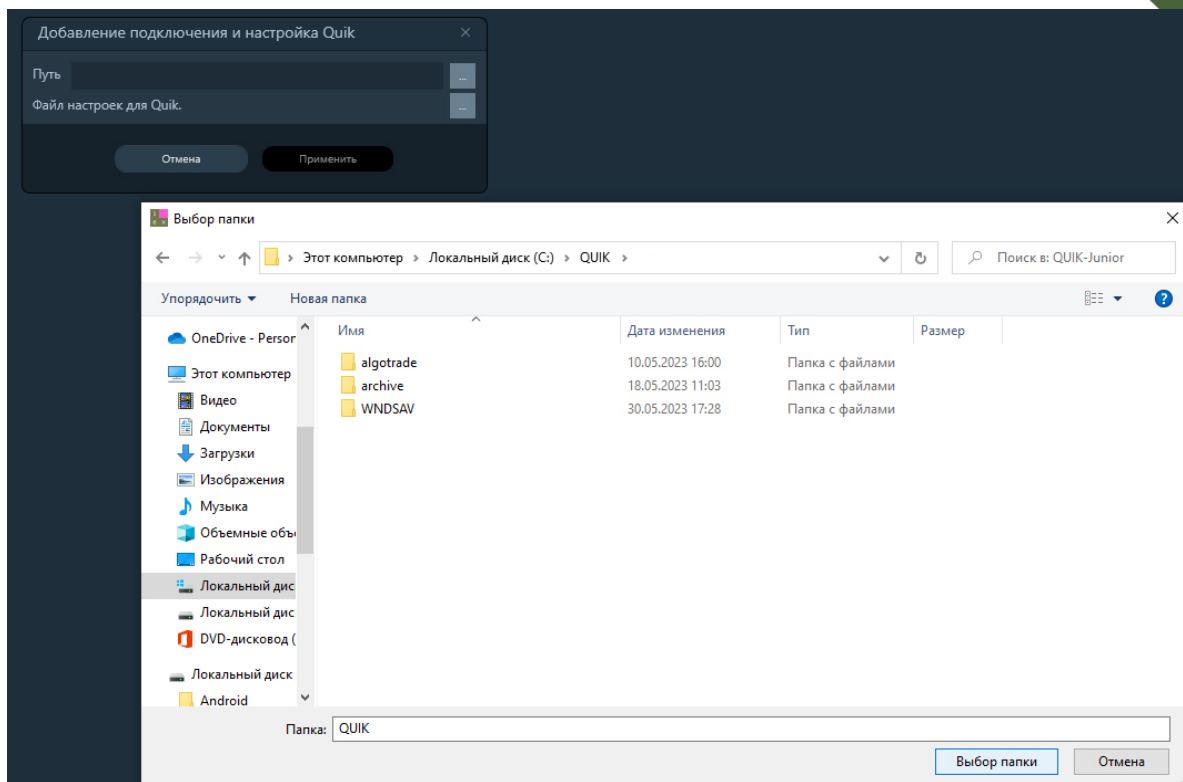 Добавление подключения и настройка Quik
Путь
...
Файл настроек для Quik.
...
Отмена
Применить
Выбор папки
Этот компьютер > Локальный диск (C:) > QUIK >
Поиск в: QUIK-Junior
Упорядочить
Новая папка
?
Имя
Дата изменения
Тип
Размер
OneDrive - Person
Этот компьютер
Видео
Документы
Загрузки
Изображения
Музыка
Объемные объ
Рабочий стол
Локальный дис
Локальный дис
DVD-дисковод (
Локальный диск
Android
algotrade 10.05.2023 16:00 Папка с файлами
archive 18.05.2023 11:03 Папка с файлами
WNDSAV 30.05.2023 17:28 Папка с файлами
Папка: QUIK
Выбор папки
Отмена